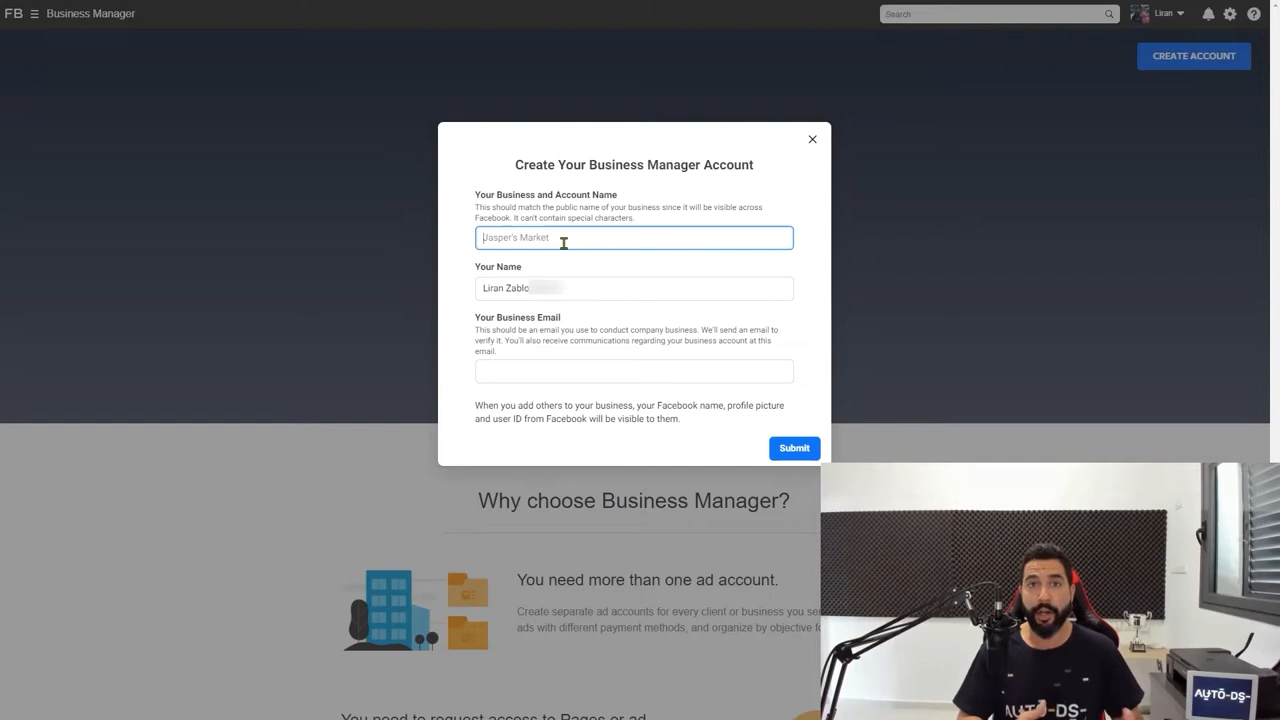 FB ☰ Business Manager
Search
Liran
CREATE ACCOUNT
Create Your Business Manager Account
Your Business and Account Name
This should match the public name of your business since it will be visible across
Facebook. It can't contain special characters.
Jasper's Market
Your Name
Liran Zablo
Your Business Email
This should be an email you use to conduct company business. We'll send an email to
verify it. You'll also receive communications regarding your business account at this
email.
When you add others to your business, your Facebook name, profile picture
and user ID from Facebook will be visible to them.
Submit
Why choose Business Manager?
You need more than one ad account.
Create separate ad accounts for every client or business you
ads with different payment methods, and organize by objective
You need to request access to Pages or ad
AUTO-DS-
AUTO-DS-